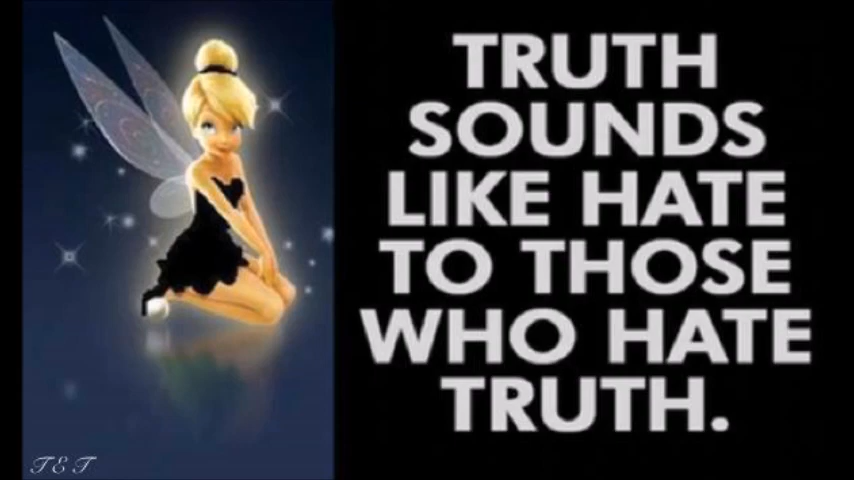 TRUTH
SOUNDS
LIKE HATE
TO THOSE
WHO HATE
TRUTH.
T&T